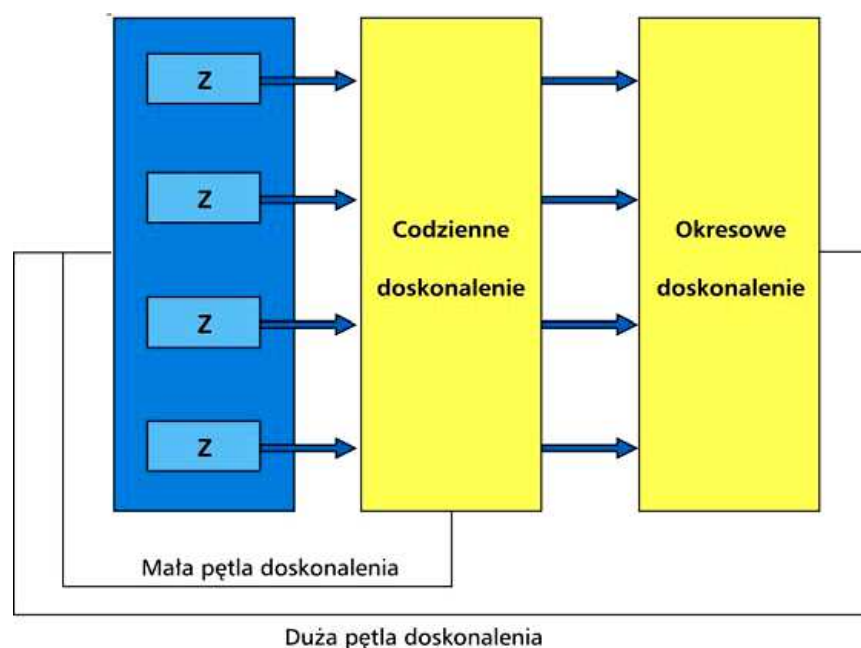 Z
Z
Z
Z
Codzienne
doskonalenie
Okresowe
doskonalenie
Mała pętla doskonalenia
Duża pętla doskonalenia